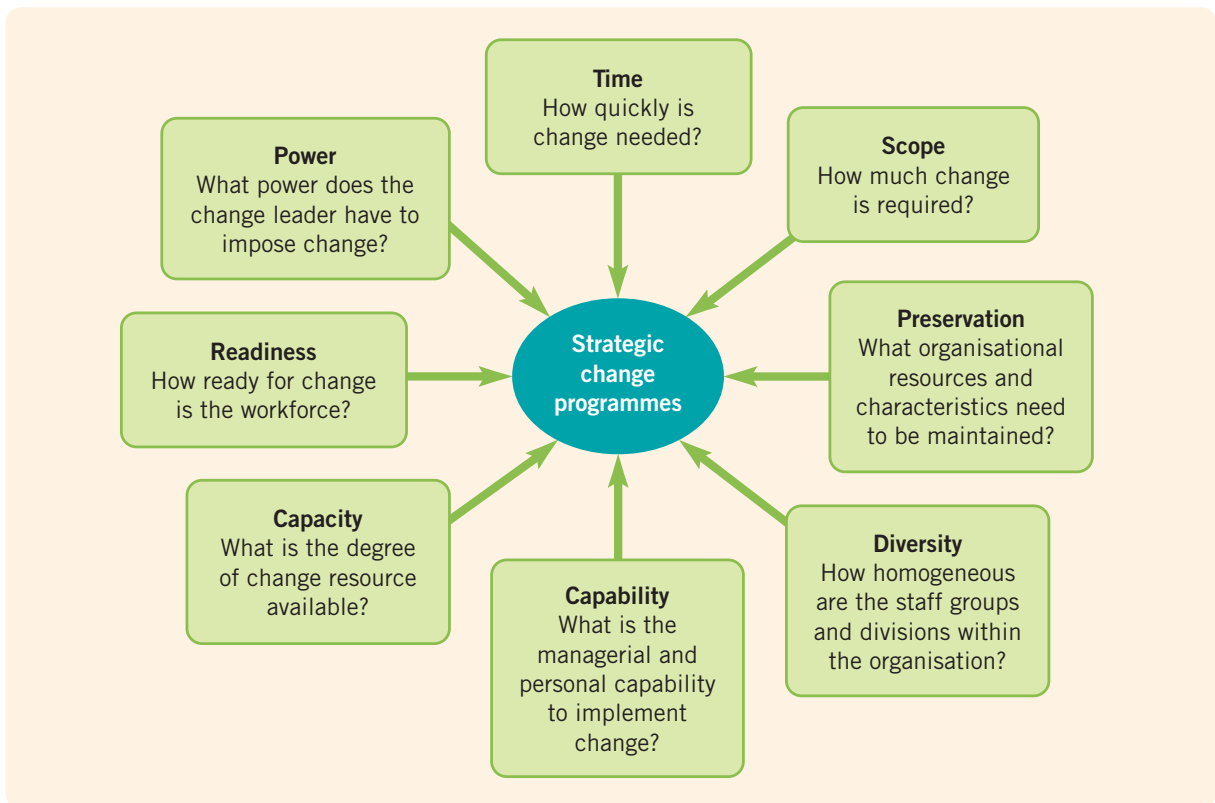 Time
How quickly is
change needed?
Scope
How much change
is required?
Preservation
What organisational
resources and
characteristics need
to be maintained?
Diversity
How homogeneous
are the staff groups
and divisions within
the organisation?
Capability
What is the
managerial and
personal capability
to implement
change?
Capacity
What is the degree
of change resource
available?
Readiness
How ready for change
is the workforce?
Power
What power does the
change leader have to
impose change?
Strategic
change
programmes